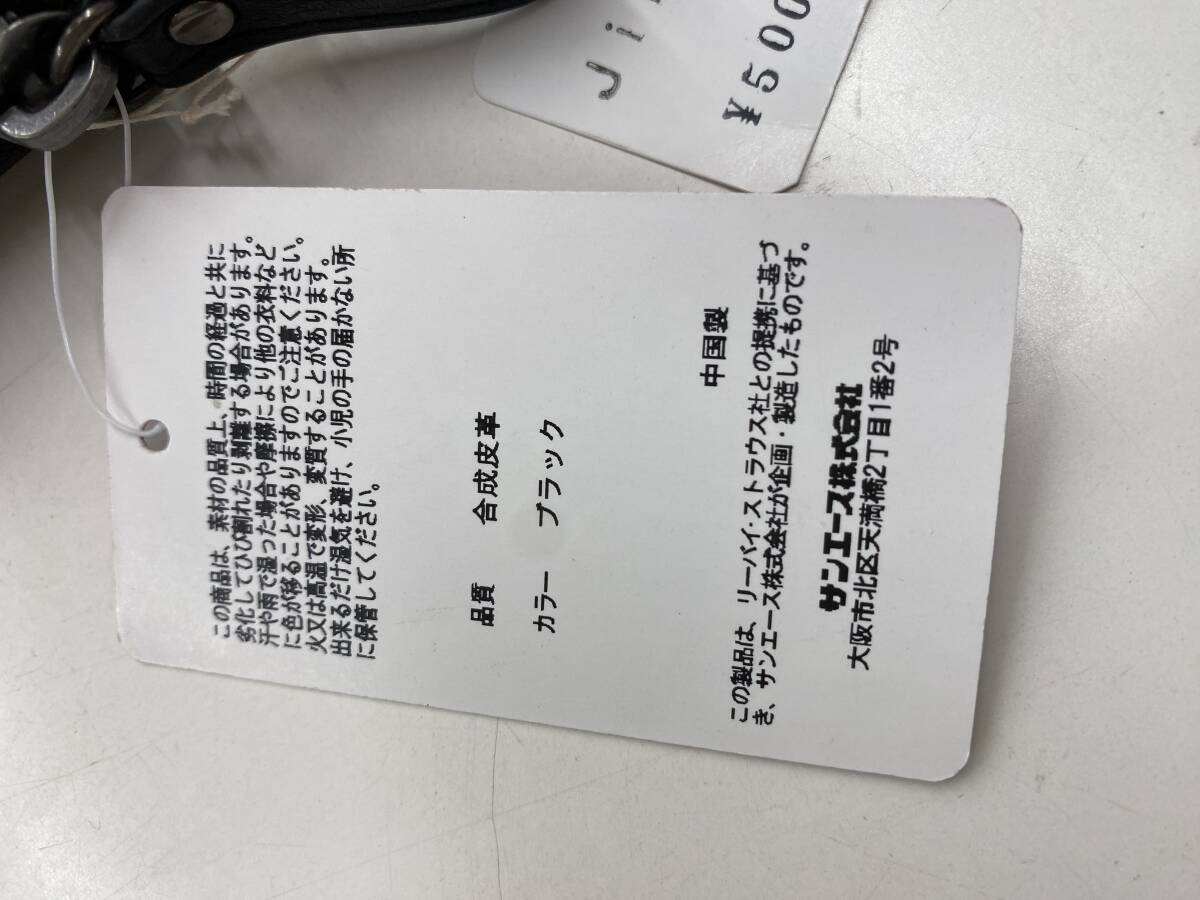 この商品は、素材の品質上、時間の経過と共に
劣化してひび割れたり剥離する場合があります。
汗や雨で湿った場合や摩擦により他の衣料など
に色が移ることがありますのでご注意ください。
火又は高温で変形、変質することがあります。
出来るだけ湿気を避け、小児の手の届かない所
に保管してください。
品質 合成皮革
カラー ブラック
中国製
この製品は、リーバイ・ストラウス社との提携に基づ
き、サンエース株式会社が企画・製造したものです。
サンエース株式会社
大阪市北区天満橋2丁目1番2号
Ji
¥500